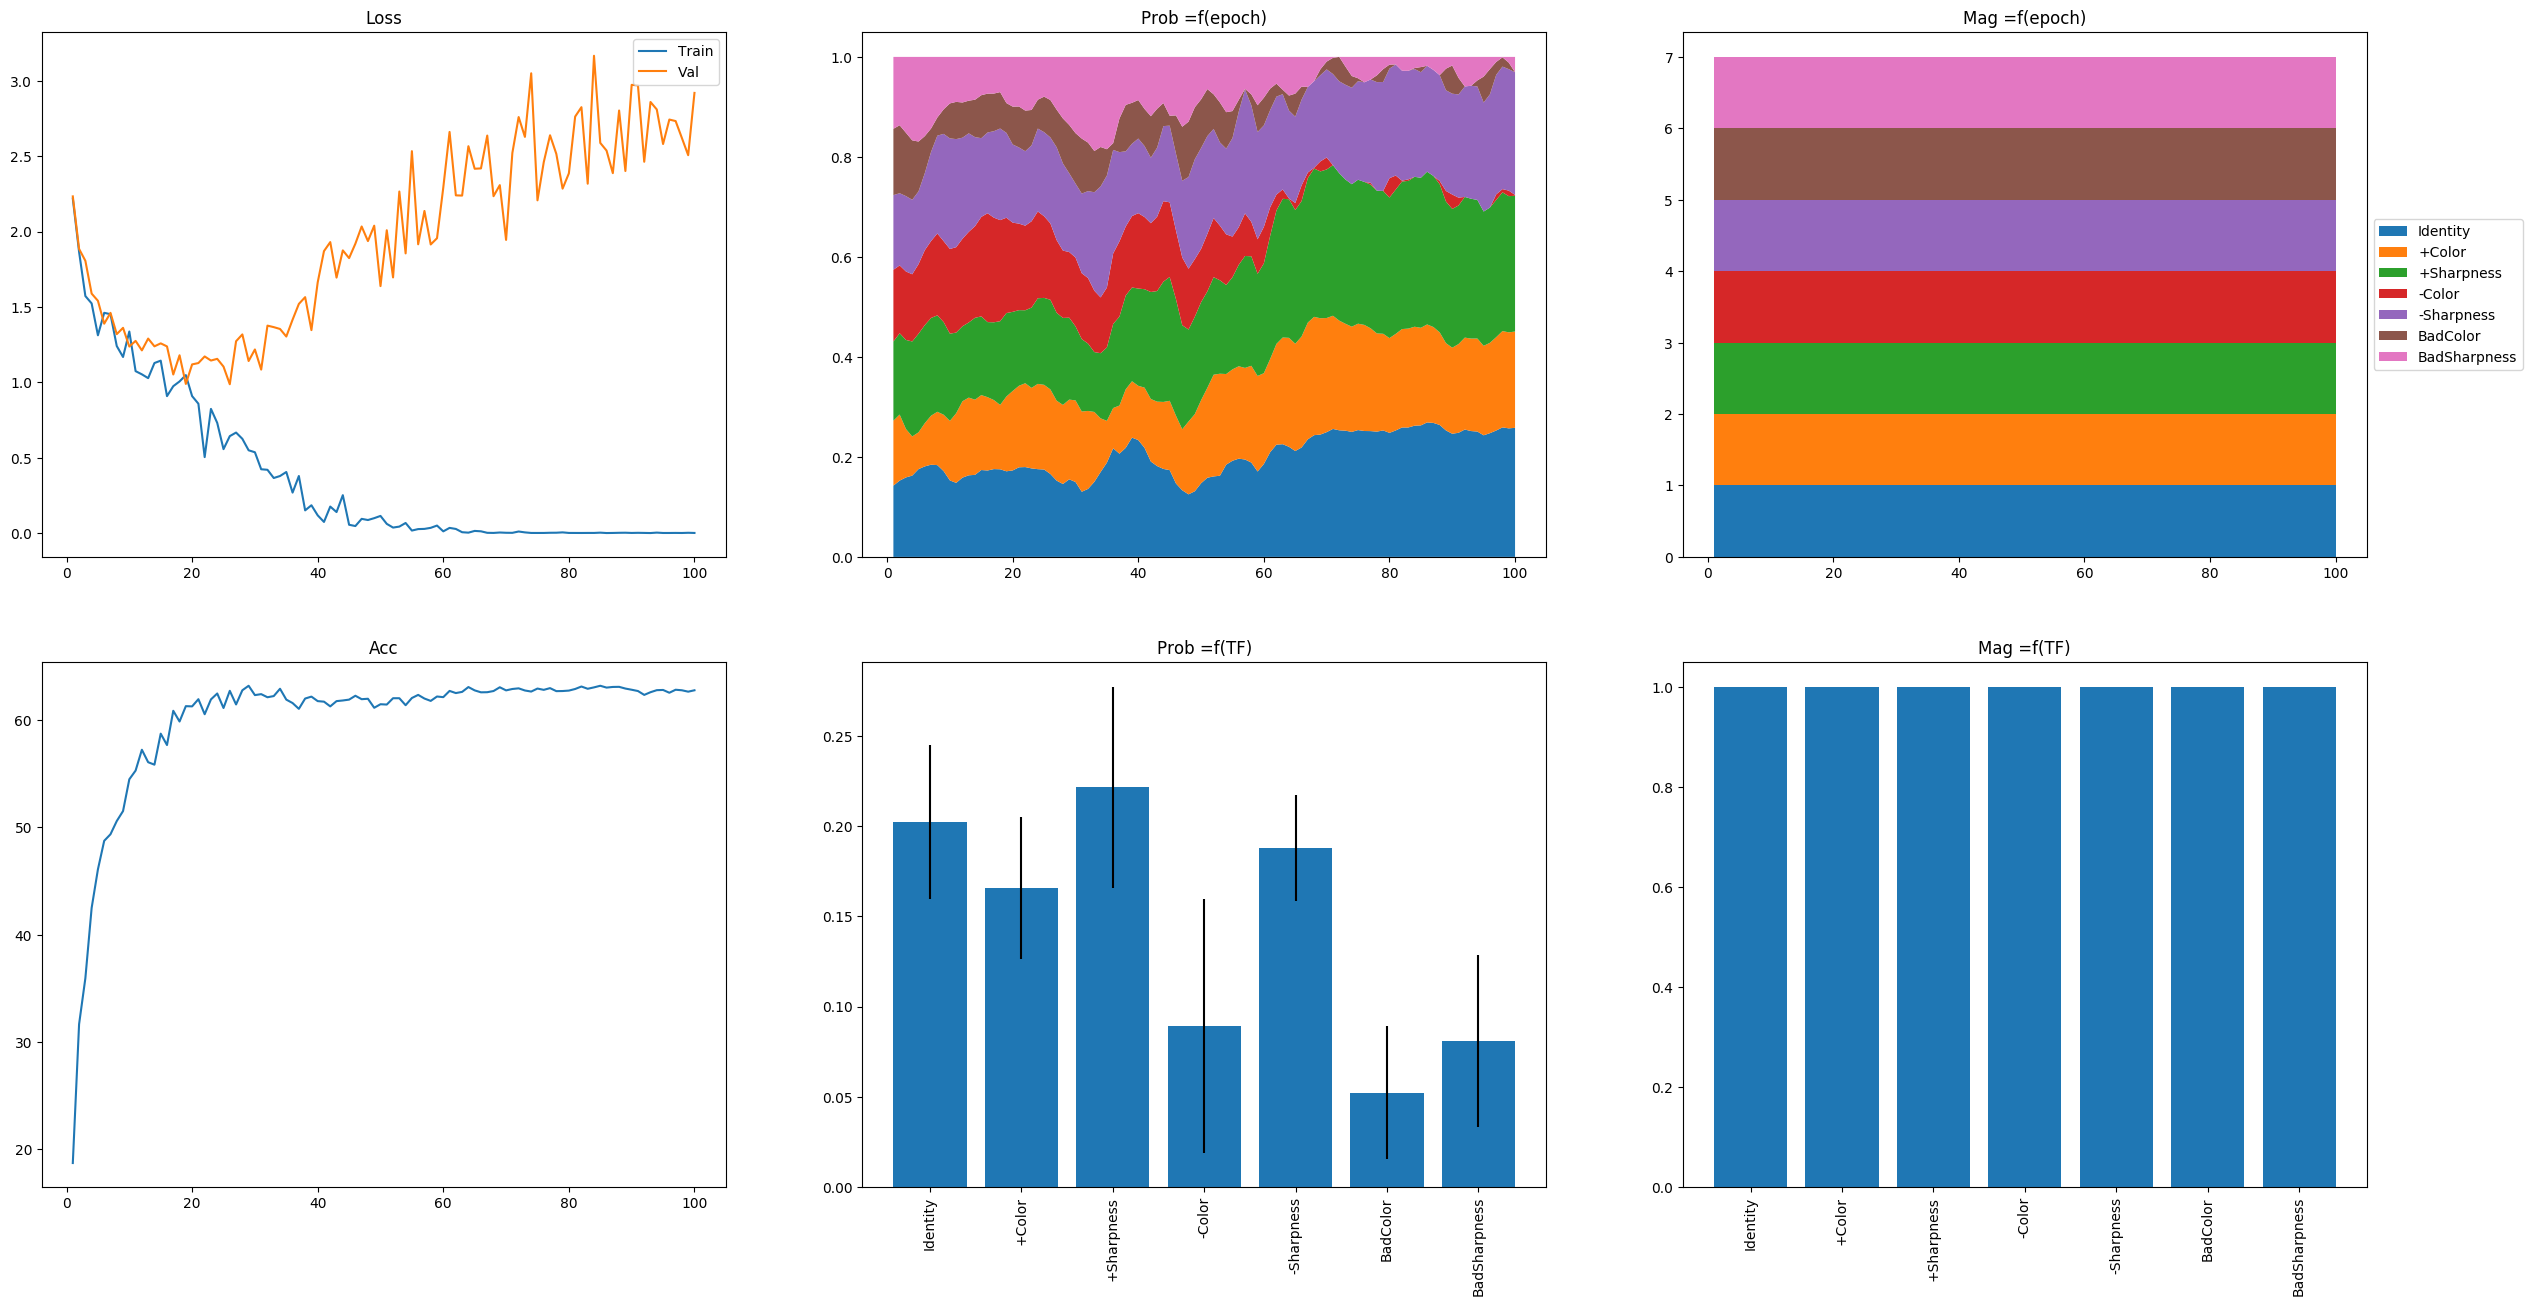 Loss
Train
Val
3.0
2.5
2.0
1.5
1.0
0.5
0.0
0 20 40 60 80 100
Prob =f(epoch)
1.0
0.8
0.6
0.4
0.2
0.0
0 20 40 60 80 100
Mag =f(epoch)
7
6
5
4
3
2
1
0
0 20 40 60 80 100
Identity
+Color
+Sharpness
-Color
-Sharpness
BadColor
BadSharpness
Acc
60
50
40
30
20
0 20 40 60 80 100
Prob =f(TF)
0.25
0.20
0.15
0.10
0.05
0.00
Identity
+Color
+Sharpness
-Color
-Sharpness
BadColor
BadSharpness
Mag =f(TF)
1.0
0.8
0.6
0.4
0.2
0.0
Identity
+Color
+Sharpness
-Color
-Sharpness
BadColor
BadSharpness